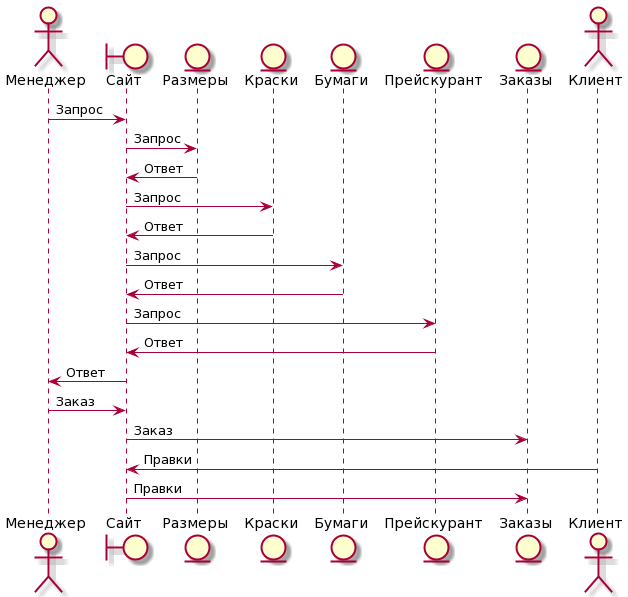 Менеджер Сайт Размеры Краски Бумаги Прейскурант Заказы Клиент
Запрос
Запрос
Ответ
Запрос
Ответ
Запрос
Ответ
Запрос
Ответ
Ответ
Заказ
Заказ
Правки
Правки
Менеджер Сайт Размеры Краски Бумаги Прейскурант Заказы Клиент